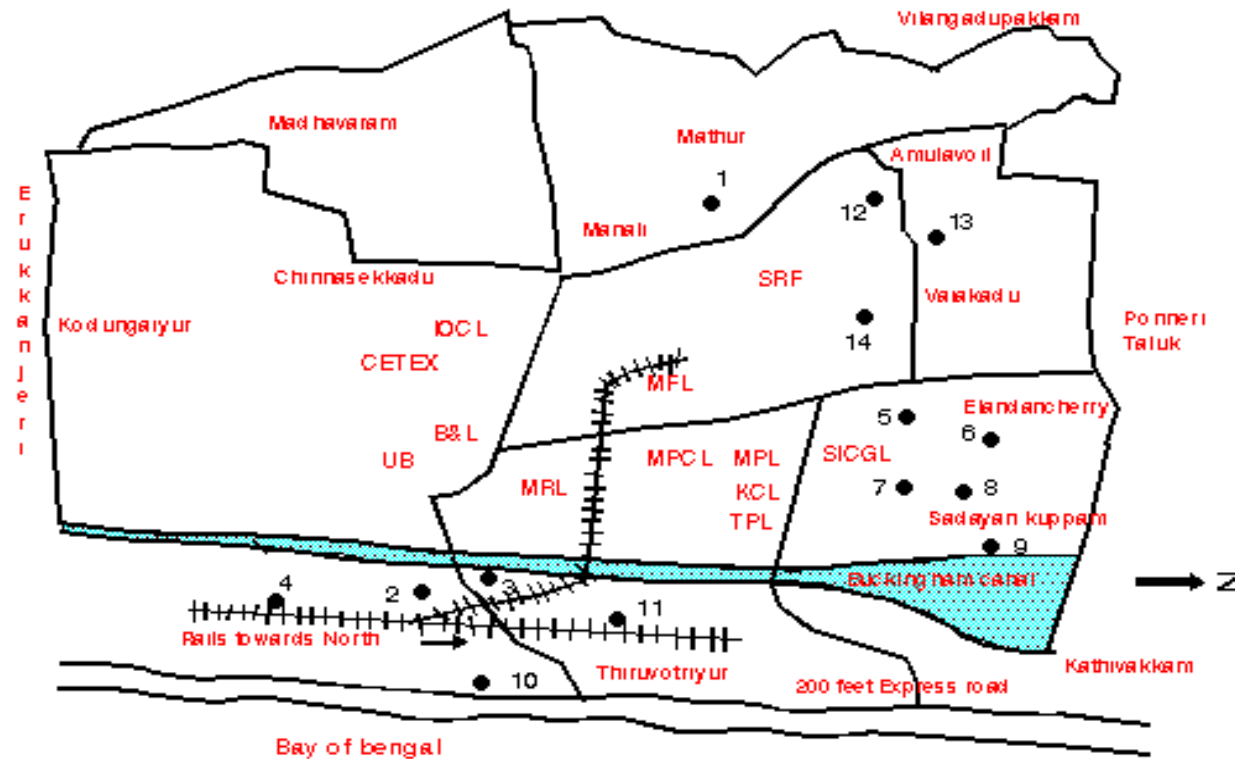 Vilangadupakkam
Madhavaram
Mathur
Amulavoil
Erukkanjeri
1
12
13
Manali
Chinnasekkadu
SRF
Vaikadu
Kodungaiyur
IOCL
14
Ponneri
Taluk
CETEX
MFL
Elandancherry
5
6
B&L
UB
MPCL
MPL
SICGL
MRL
KCL
7
8
TPL
Sadayan kuppam
9
Buckingham canal
N
4
2
3
11
Rails towards North
Thiruvotriyur
Kathivakkam
10
200 feet Express road
Bay of bengal